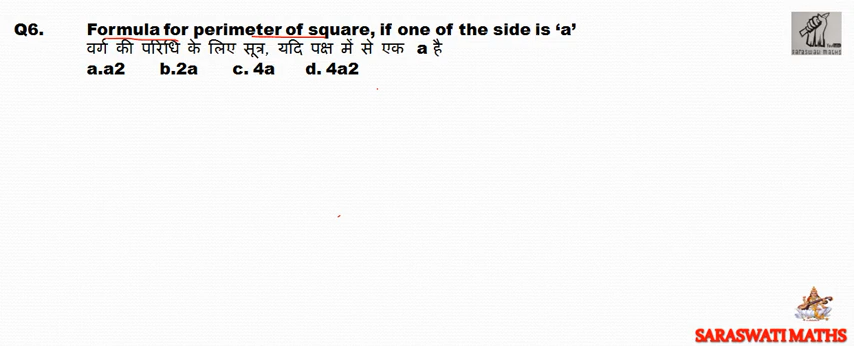 Q6. Formula for perimeter of square, if one of the side is ‘a’
वर्ग की परिधि के लिए सूत्र, यदि पक्ष में से एक a है
a.a2 b.2a c. 4a d. 4a2
SARASWATI MATHS
SARASWATI MATHS